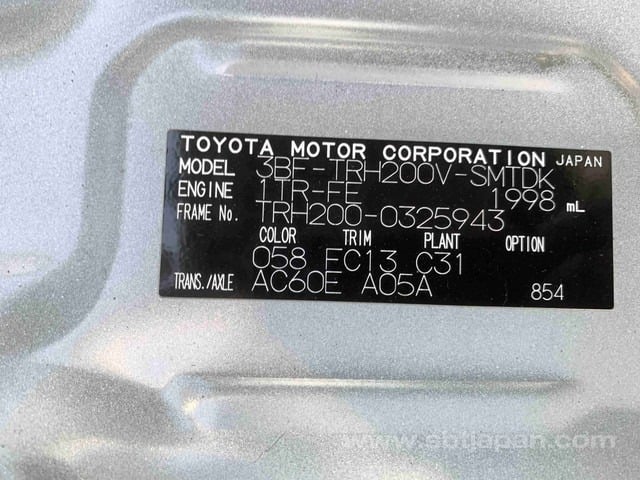 TOYOTA MOTOR CORPORATION JAPAN
MODEL 3BF-TRH200V-SMTDK
ENGINE 1TR-FE 1998 mL
FRAME No. TRH200-0325943
COLOR TRIM PLANT OPTION
058 FC13 C31
TRANS./AXLE AC60E A05A 854
www.sbtjapan.com